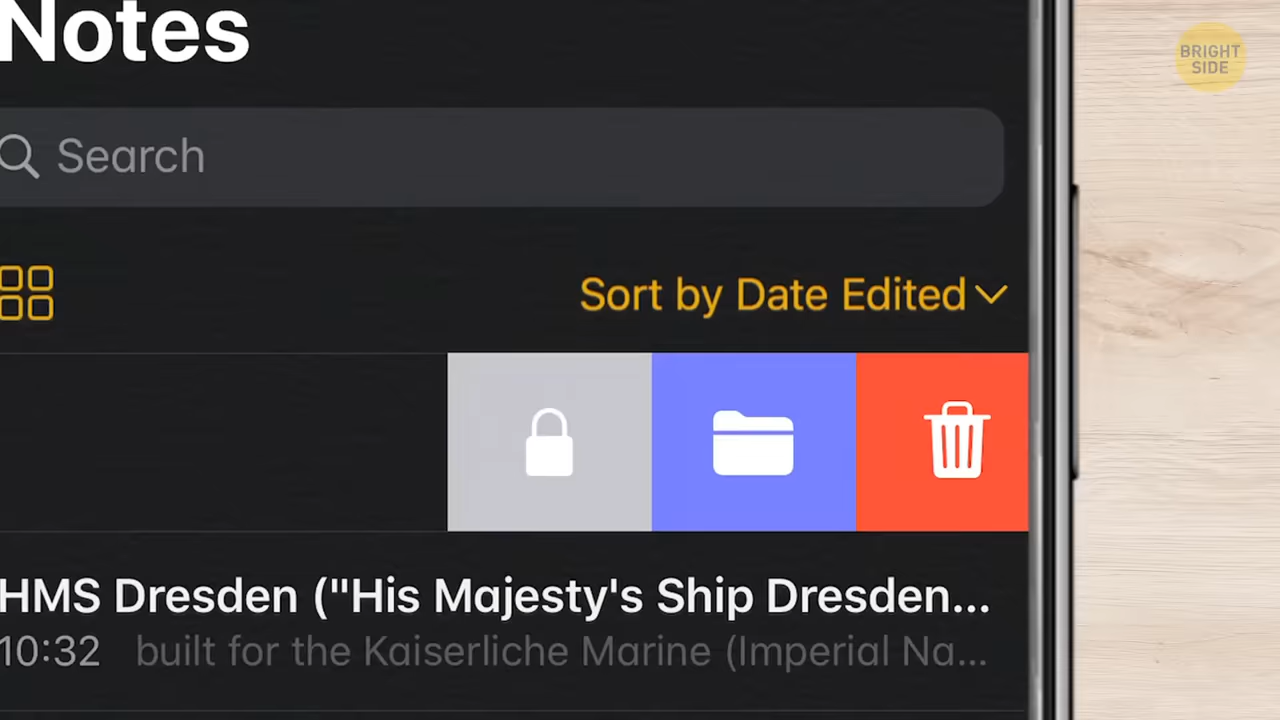 Notes
BRIGHT
SIDE
Search
Sort by Date Edited
HMS Dresden ("His Majesty's Ship Dresden...
10:32 built for the Kaiserliche Marine (Imperial Na...